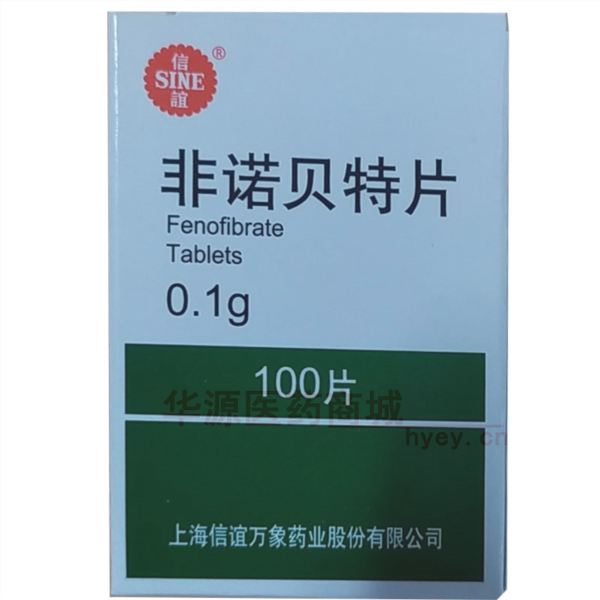 信
SINE
誼
®
非诺贝特片
Fenofibrate
Tablets
0.1g
100片
华源医药商城
hyey.cn
上海信谊万象药业股份有限公司